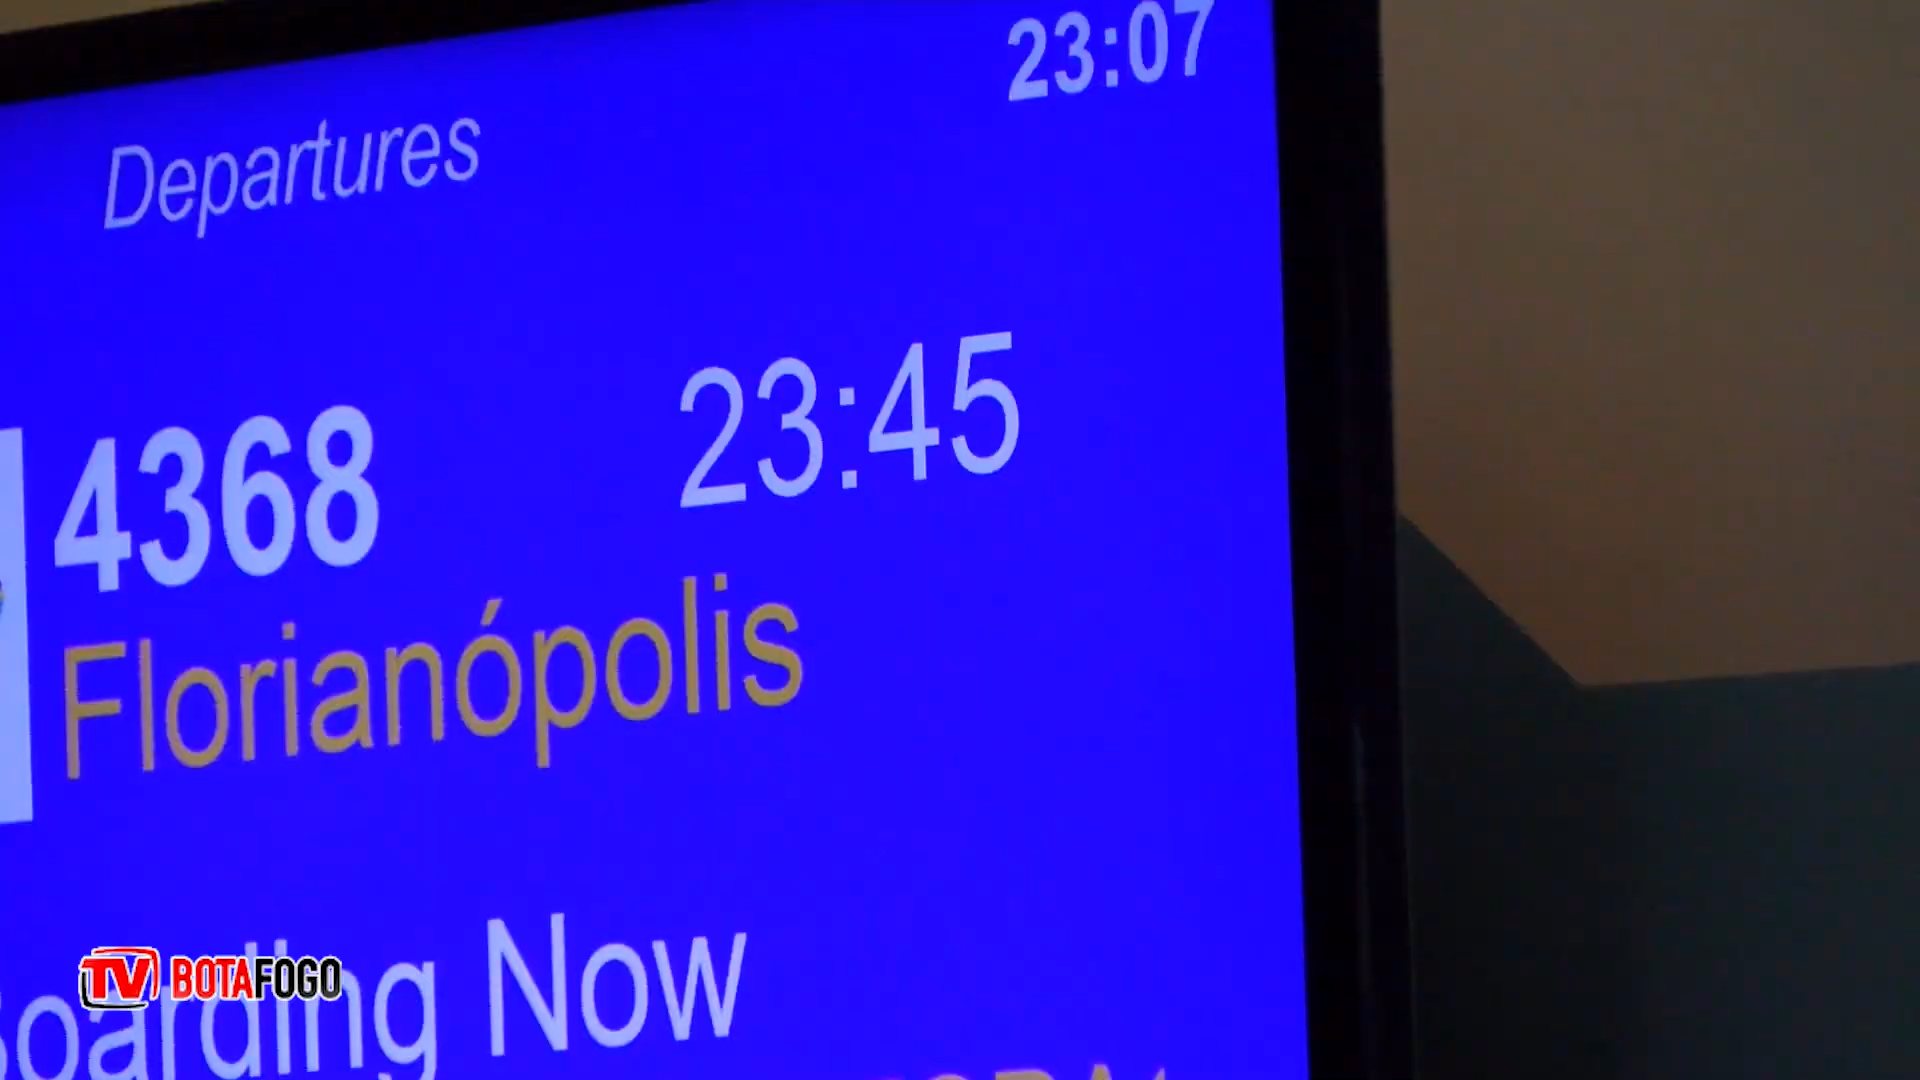 23:07
Departures
4368 23:45
Florianópolis
Boarding Now
TV BOTAFOGO